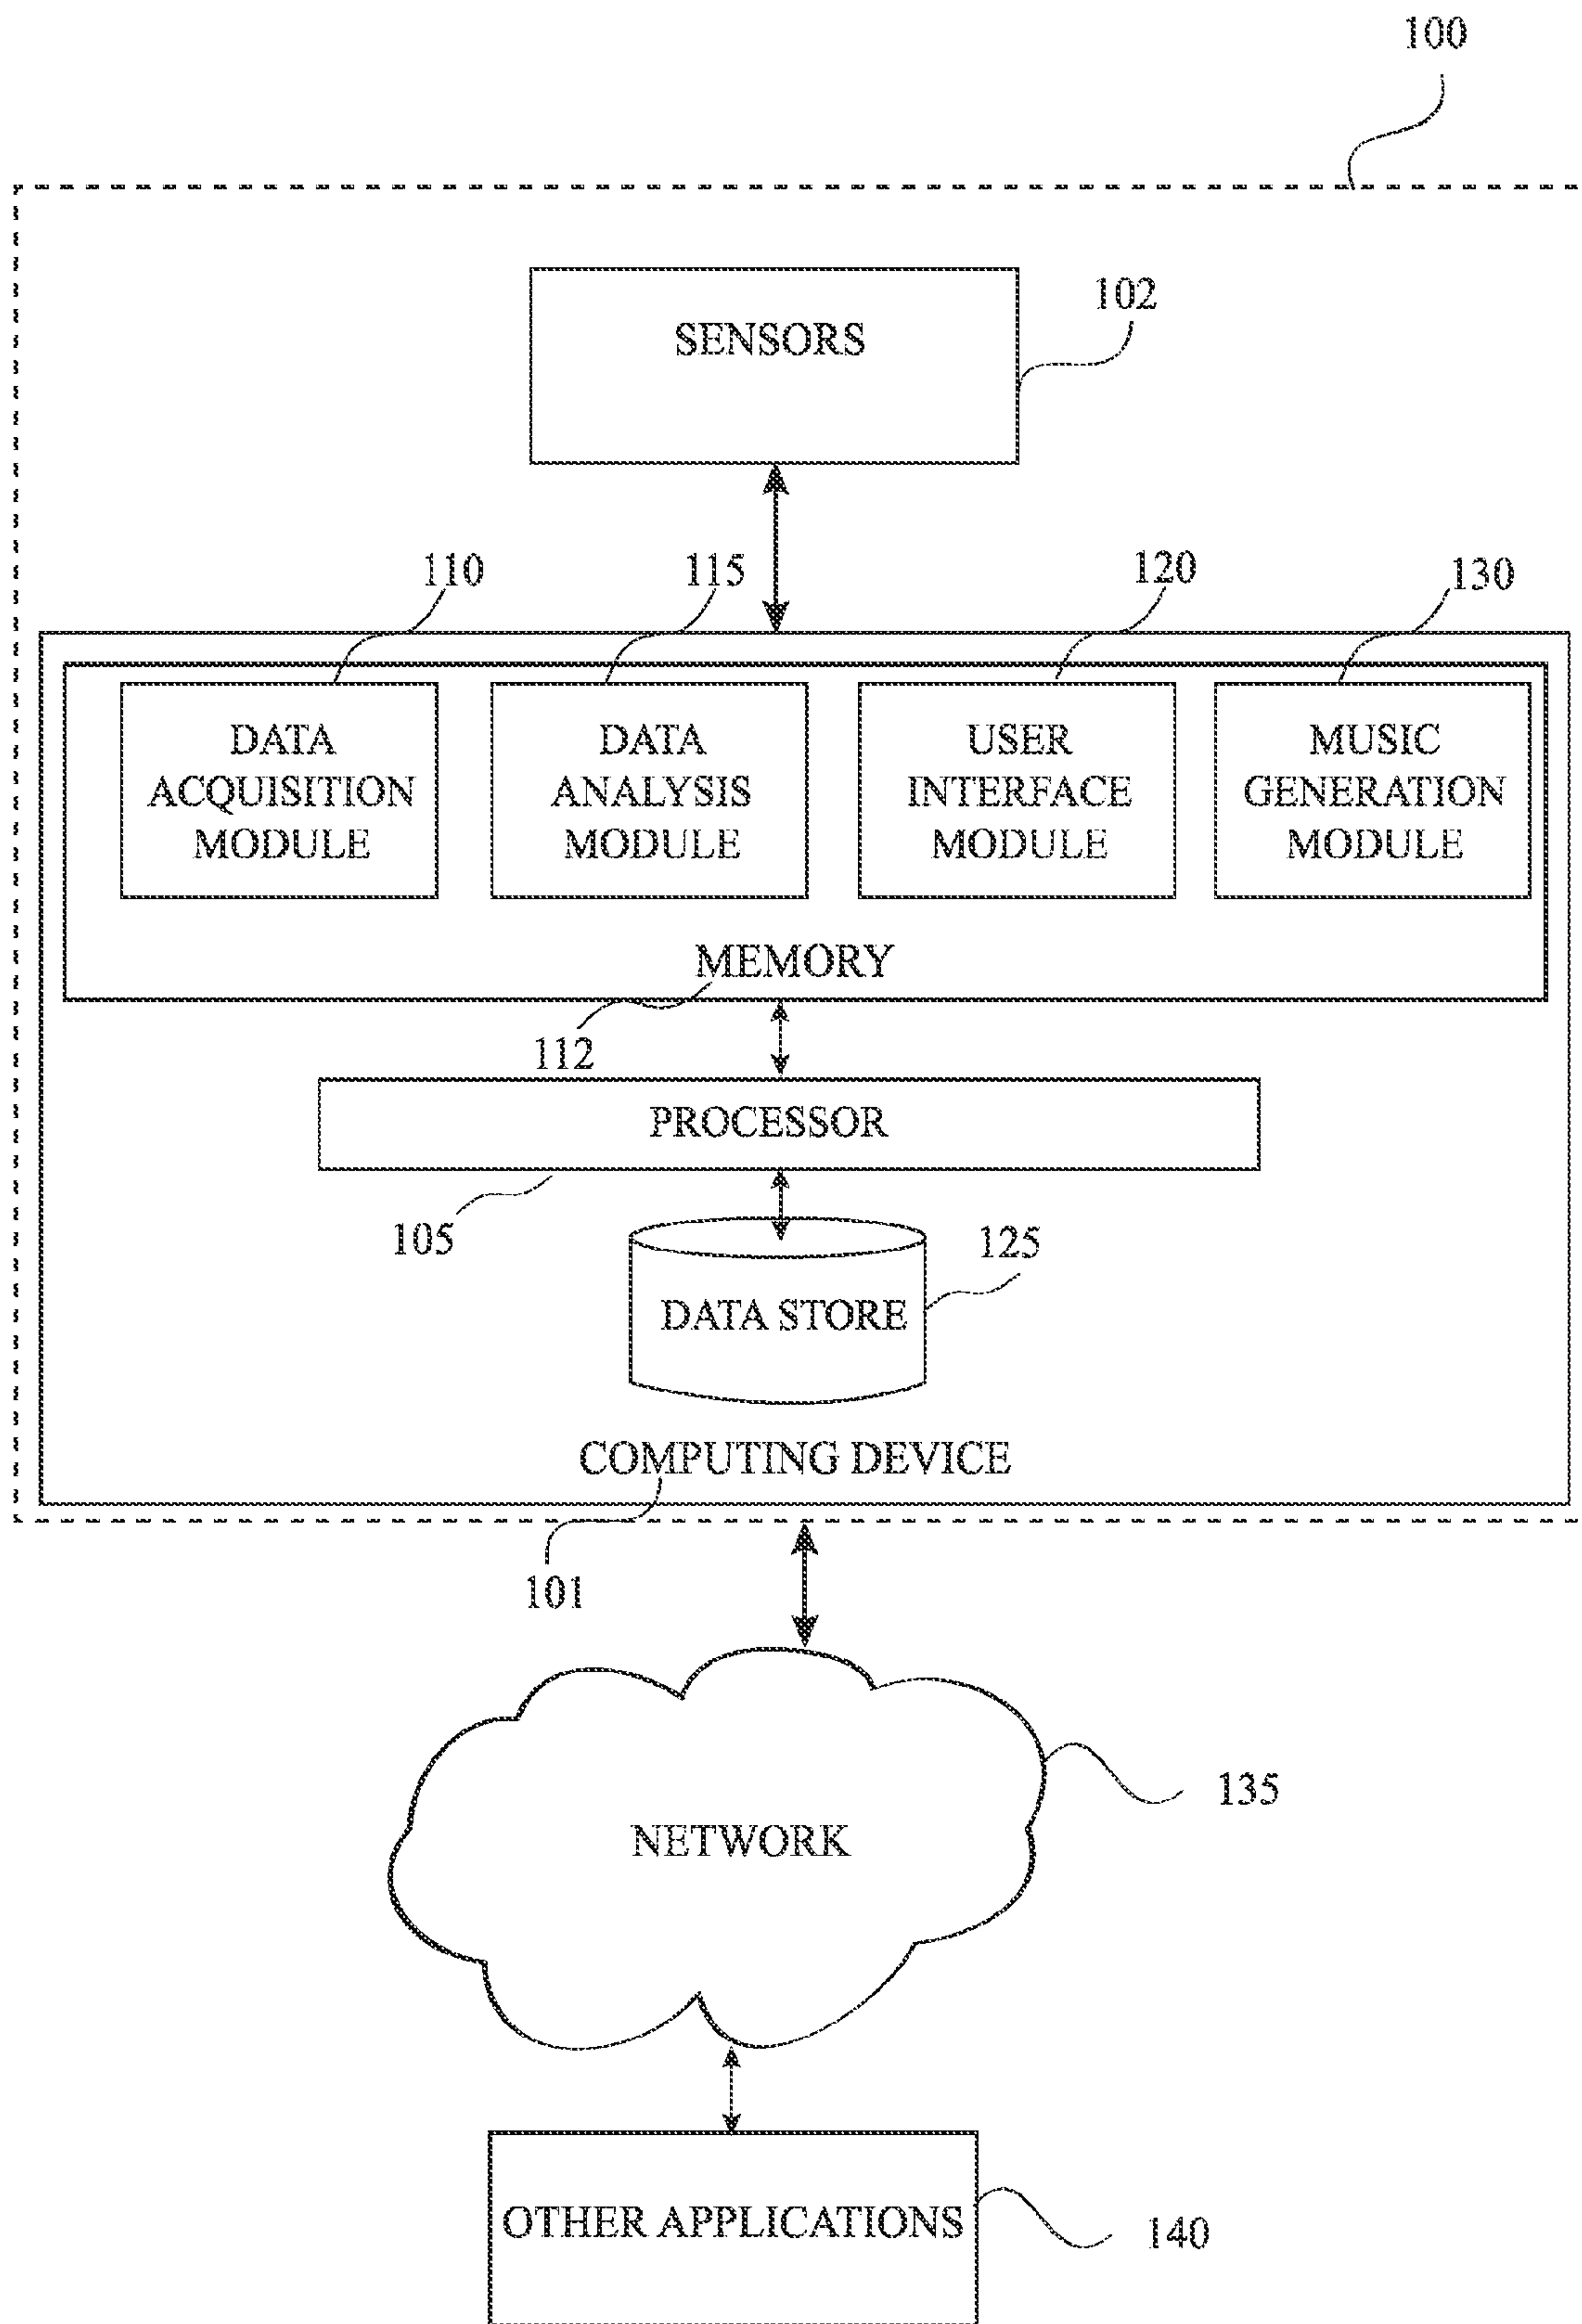 100
SENSORS
102
110
115
120
130
DATA
ACQUISITION
MODULE
DATA
ANALYSIS
MODULE
USER
INTERFACE
MODULE
MUSIC
GENERATION
MODULE
MEMORY
112
PROCESSOR
105
125
DATA STORE
COMPUTING DEVICE
101
135
NETWORK
OTHER APPLICATIONS
140